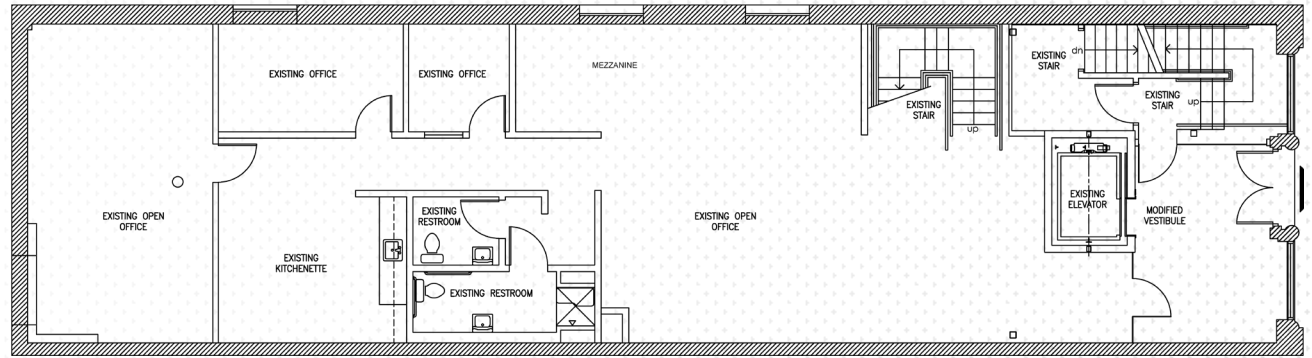 EXISTING OFFICE
EXISTING OFFICE
MEZZANINE
EXISTING
STAIR
up
EXISTING
STAIR
dn
EXISTING
STAIR
up
EXISTING OPEN
OFFICE
EXISTING
KITCHENETTE
EXISTING
RESTROOM
EXISTING RESTROOM
EXISTING OPEN
OFFICE
EXISTING
ELEVATOR
MODIFIED
VESTIBULE